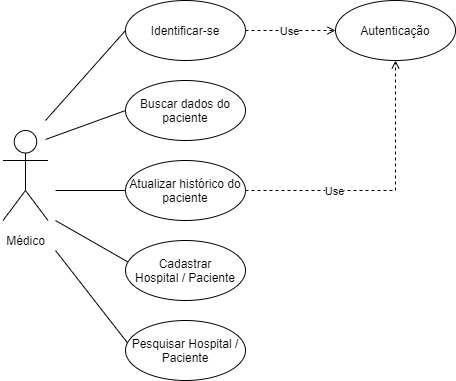 Identificar-se
Use
Autenticação
Buscar dados do
paciente
Atualizar histórico do
paciente
Use
Médico
Cadastrar
Hospital / Paciente
Pesquisar Hospital /
Paciente